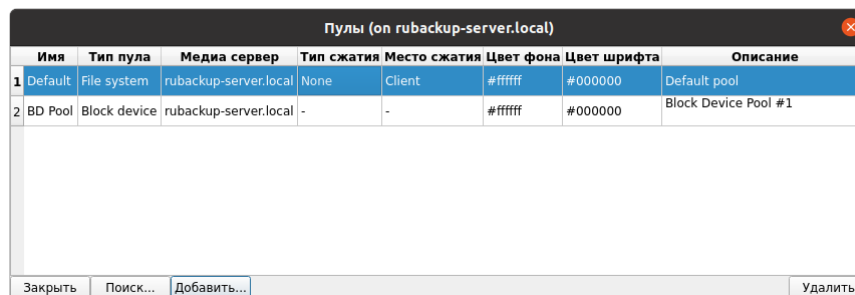 Пулы (on rubackup-server.local)
Имя Тип пула Медиа сервер Тип сжатия Место сжатия Цвет фона Цвет шрифта Описание
1 Default File system rubackup-server.local None Client #ffffff #000000 Default pool
2 BD Pool Block device rubackup-server.local - - #ffffff #000000 Block Device Pool #1
Закрыть Поиск... Добавить... Удалить